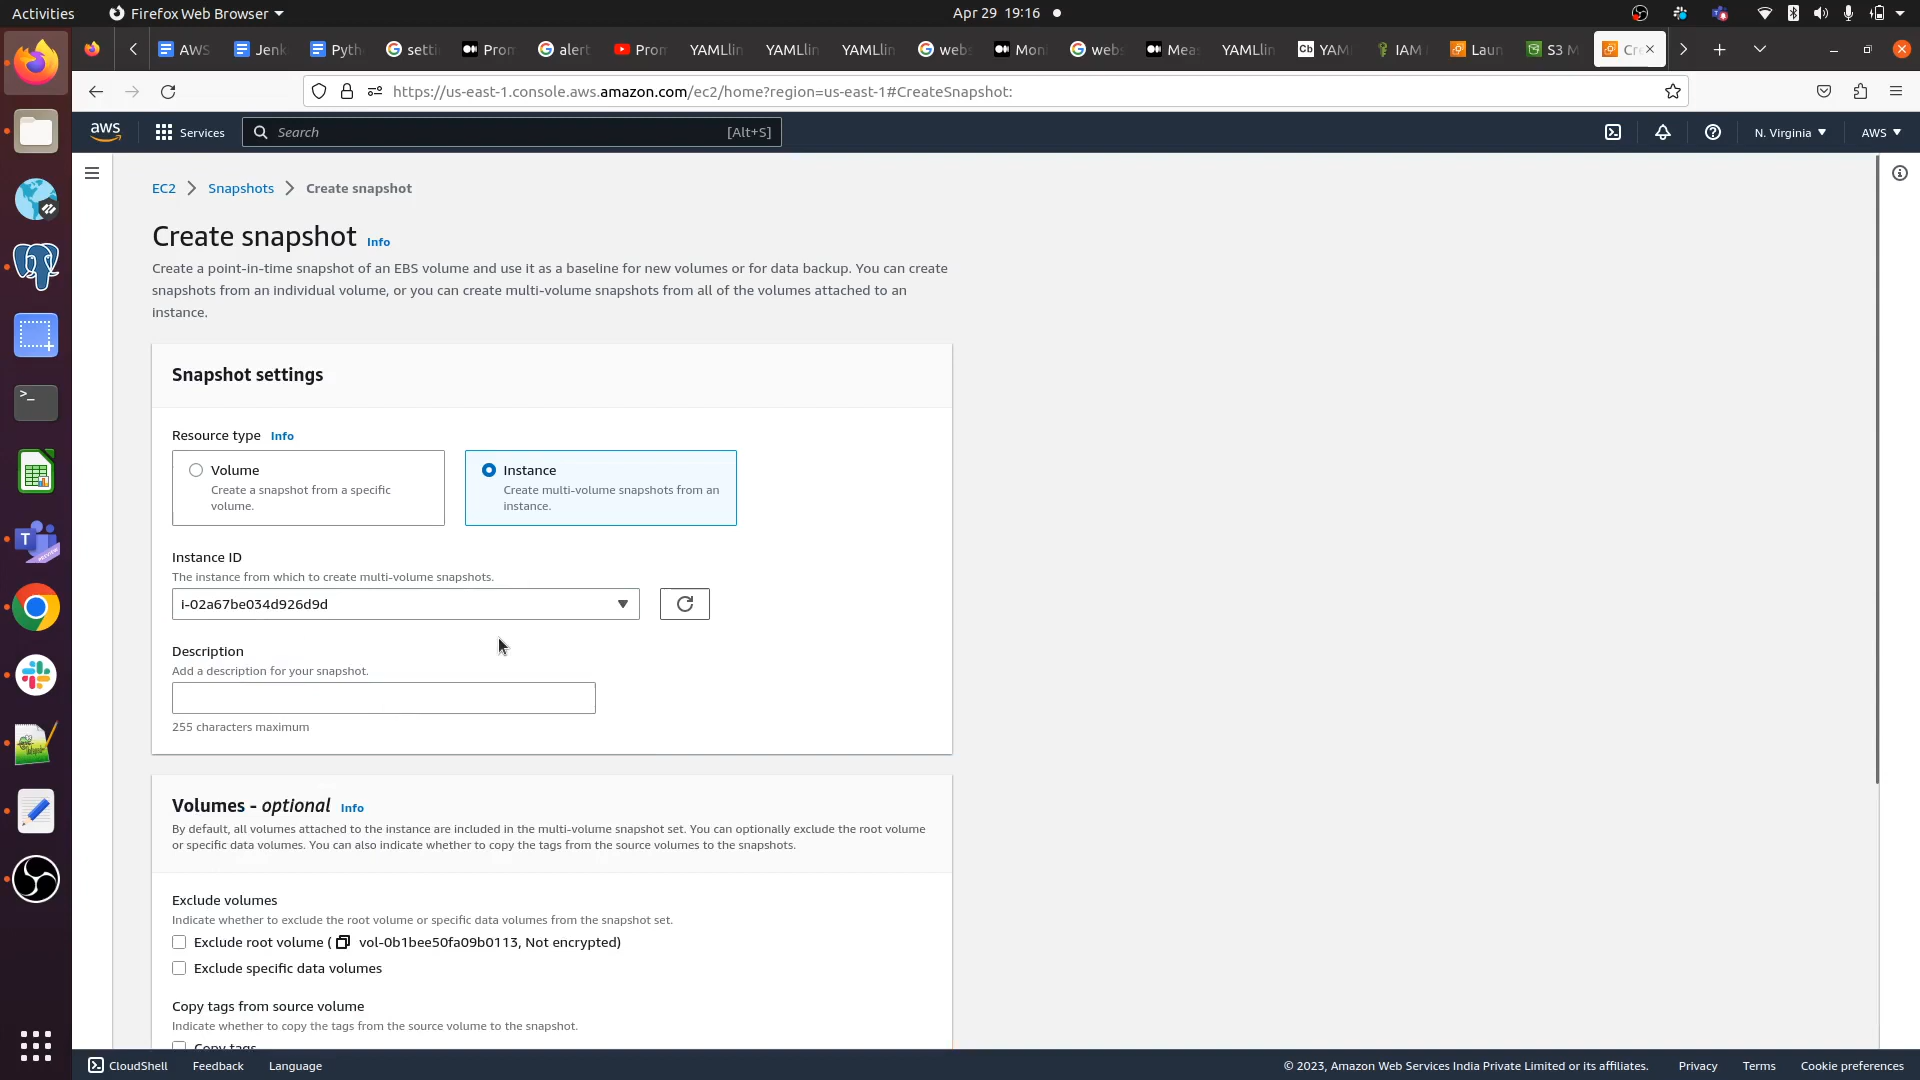 Activities Firefox Web Browser Apr 29 19:16
AWS Jenk Pyth setti Prom alert Prom YAMLlin YAMLlin YAMLlin webs Moni webs Mea YAMLlin Cb YAM IAM Laun S3 M Cre
https://us-east-1.console.aws.amazon.com/ec2/home?region=us-east-1#CreateSnapshot:
aws Services Search [Alt+S] N. Virginia AWS
EC2 Snapshots Create snapshot
Create snapshot Info
Create a point-in-time snapshot of an EBS volume and use it as a baseline for new volumes or for data backup. You can create
snapshots from an individual volume, or you can create multi-volume snapshots from all of the volumes attached to an
instance.
Snapshot settings
Resource type Info
Volume
Create a snapshot from a specific
volume.
Instance
Create multi-volume snapshots from an
instance.
Instance ID
The instance from which to create multi-volume snapshots.
i-02a67be034d926d9d
Description
Add a description for your snapshot.
255 characters maximum
Volumes - optional Info
By default, all volumes attached to the instance are included in the multi-volume snapshot set. You can optionally exclude the root volume
or specific data volumes. You can also indicate whether to copy the tags from the source volumes to the snapshots.
Exclude volumes
Indicate whether to exclude the root volume or specific data volumes from the snapshot set.
Exclude root volume ( vol-0b1bee50fa09b0113, Not encrypted)
Exclude specific data volumes
Copy tags from source volume
Indicate whether to copy the tags from the source volume to the snapshot.
Copy tags
CloudShell Feedback Language © 2023, Amazon Web Services India Private Limited or its affiliates. Privacy Terms Cookie preferences